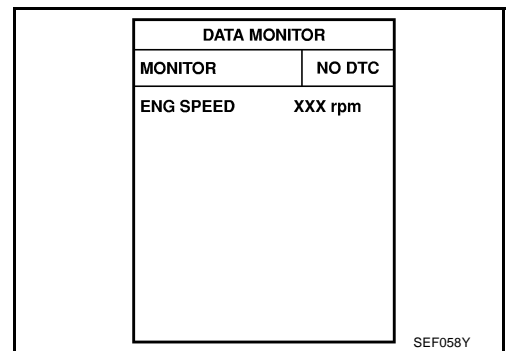 DATA MONITOR
MONITOR NO DTC
ENG SPEED XXX rpm
SEF058Y